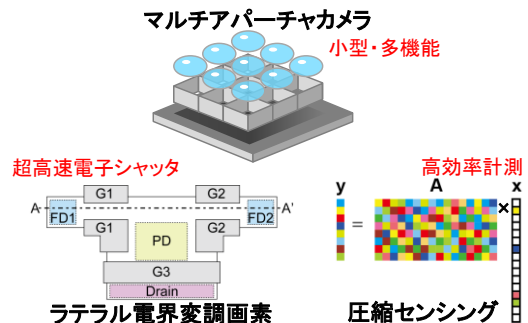 マルチアパーチャカメラ
小型・多機能
超高速電子シャッタ
高効率計測
G1 G2
A A'
FD1 FD2
G1 PD G2
G3
Drain
ラテラル電界変調画素
y A x
= ×
圧縮センシング